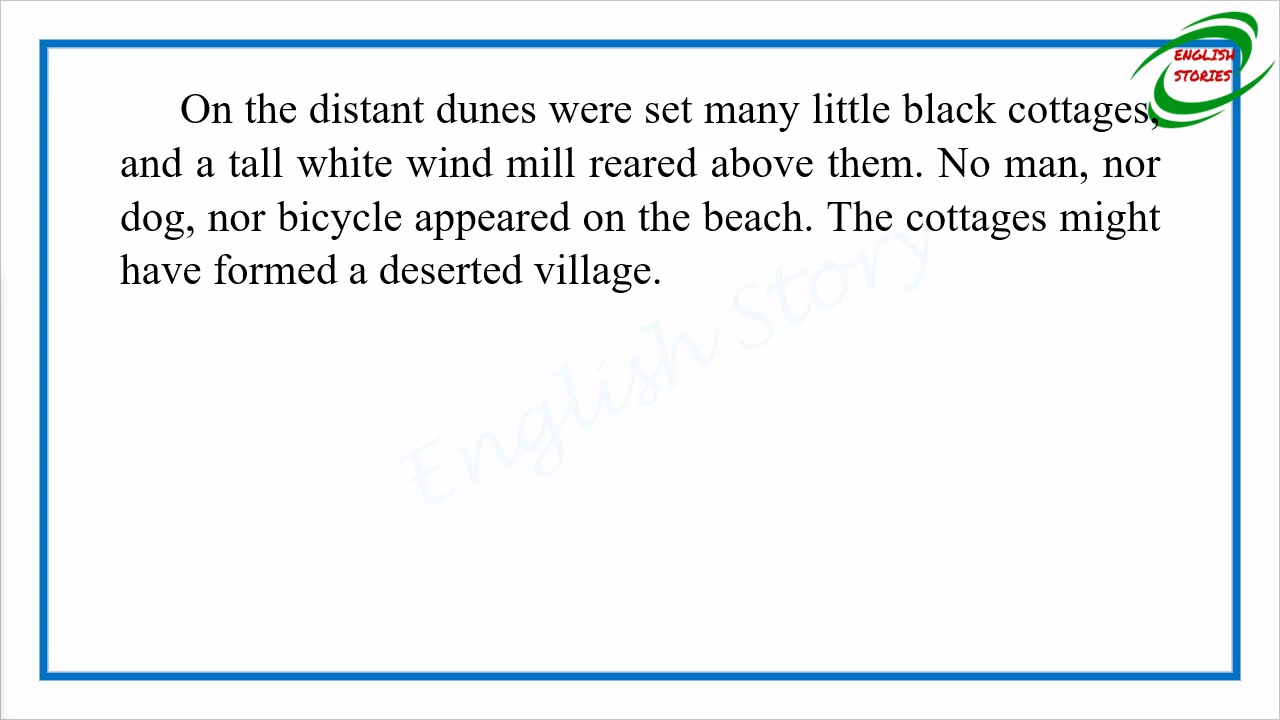 ENGLISH
STORIES
On the distant dunes were set many little black cottages,
and a tall white wind mill reared above them. No man, nor
dog, nor bicycle appeared on the beach. The cottages might
have formed a deserted village.
English Story